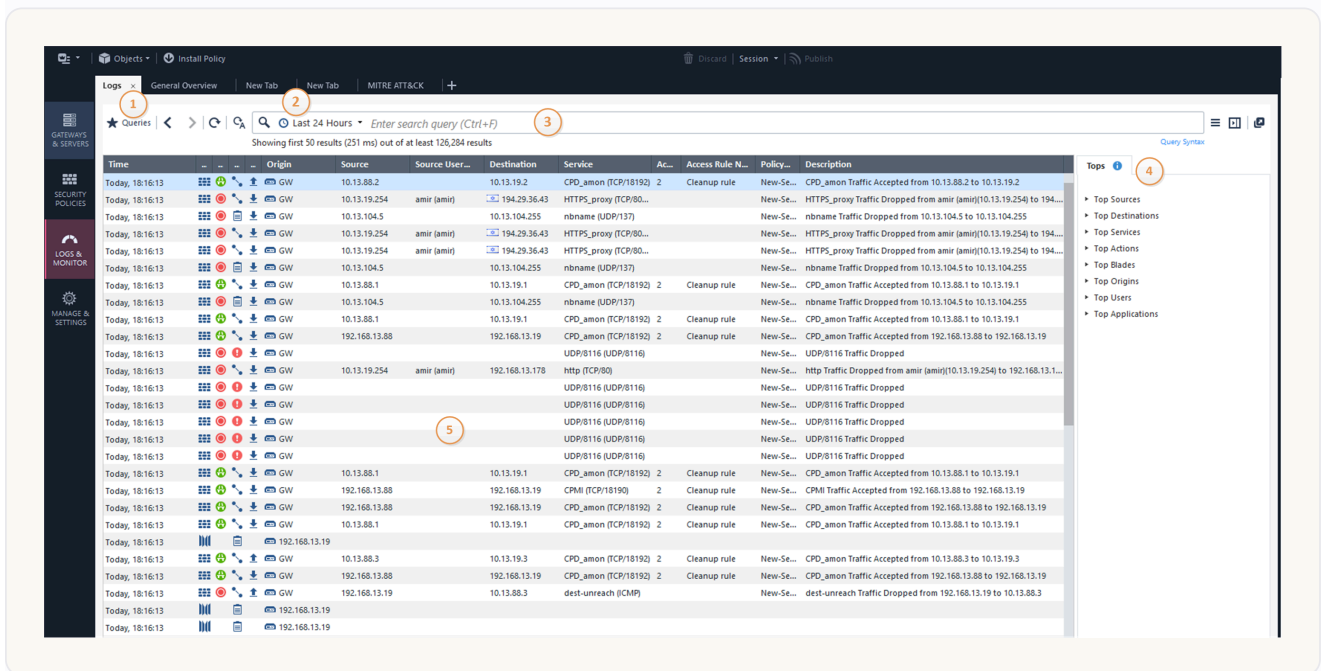 Objects Install Policy Discard Session Publish
Logs × General Overview New Tab New Tab MITRE ATT&CK +
1 2
GATEWAYS & SERVERS
SECURITY POLICIES
LOGS & MONITOR
MANAGE & SETTINGS
Queries Last 24 Hours Enter search query (Ctrl+F) 3
Showing first 50 results (251 ms) out of at least 126,284 results Query Syntax
Time .. .. .. .. Origin Source Source User... Destination Service Ac... Access Rule N... Policy... Description
Today, 18:16:13 GW 10.13.88.2 10.13.19.2 CPD_amon (TCP/18192) 2 Cleanup rule New-Se... CPD_amon Traffic Accepted from 10.13.88.2 to 10.13.19.2
Today, 18:16:13 GW 10.13.19.254 amir (amir) 194.29.36.43 HTTPS_proxy (TCP/80... New-Se... HTTPS_proxy Traffic Dropped from amir (amir)(10.13.19.254) to 194....
Today, 18:16:13 GW 10.13.104.5 10.13.104.255 nbname (UDP/137) New-Se... nbname Traffic Dropped from 10.13.104.5 to 10.13.104.255
Today, 18:16:13 GW 10.13.19.254 amir (amir) 194.29.36.43 HTTPS_proxy (TCP/80... New-Se... HTTPS_proxy Traffic Dropped from amir (amir)(10.13.19.254) to 194....
Today, 18:16:13 GW 10.13.19.254 amir (amir) 194.29.36.43 HTTPS_proxy (TCP/80... New-Se... HTTPS_proxy Traffic Dropped from amir (amir)(10.13.19.254) to 194....
Today, 18:16:13 GW 10.13.104.5 10.13.104.255 nbname (UDP/137) New-Se... nbname Traffic Dropped from 10.13.104.5 to 10.13.104.255
Today, 18:16:13 GW 10.13.88.1 10.13.19.1 CPD_amon (TCP/18192) 2 Cleanup rule New-Se... CPD_amon Traffic Accepted from 10.13.88.1 to 10.13.19.1
Today, 18:16:13 GW 10.13.104.5 10.13.104.255 nbname (UDP/137) New-Se... nbname Traffic Dropped from 10.13.104.5 to 10.13.104.255
Today, 18:16:13 GW 10.13.88.1 10.13.19.1 CPD_amon (TCP/18192) 2 Cleanup rule New-Se... CPD_amon Traffic Accepted from 10.13.88.1 to 10.13.19.1
Today, 18:16:13 GW 192.168.13.88 192.168.13.19 CPD_amon (TCP/18192) 2 Cleanup rule New-Se... CPD_amon Traffic Accepted from 192.168.13.88 to 192.168.13.19
Today, 18:16:13 GW UDP/8116 (UDP/8116) New-Se... UDP/8116 Traffic Dropped
Today, 18:16:13 GW 10.13.19.254 amir (amir) 192.168.13.178 http (TCP/80) New-Se... http Traffic Dropped from amir (amir)(10.13.19.254) to 192.168.13.1...
Today, 18:16:13 GW UDP/8116 (UDP/8116) New-Se... UDP/8116 Traffic Dropped
Today, 18:16:13 GW UDP/8116 (UDP/8116) New-Se... UDP/8116 Traffic Dropped
Today, 18:16:13 GW UDP/8116 (UDP/8116) New-Se... UDP/8116 Traffic Dropped
5
Today, 18:16:13 GW UDP/8116 (UDP/8116) New-Se... UDP/8116 Traffic Dropped
Today, 18:16:13 GW UDP/8116 (UDP/8116) New-Se... UDP/8116 Traffic Dropped
Today, 18:16:13 GW 10.13.88.1 10.13.19.1 CPD_amon (TCP/18192) 2 Cleanup rule New-Se... CPD_amon Traffic Accepted from 10.13.88.1 to 10.13.19.1
Today, 18:16:13 GW 192.168.13.88 192.168.13.19 CPMI (TCP/18190) 2 Cleanup rule New-Se... CPMI Traffic Accepted from 192.168.13.88 to 192.168.13.19
Today, 18:16:13 GW 192.168.13.88 192.168.13.19 CPD_amon (TCP/18192) 2 Cleanup rule New-Se... CPD_amon Traffic Accepted from 192.168.13.88 to 192.168.13.19
Today, 18:16:13 GW 10.13.88.1 10.13.19.1 CPD_amon (TCP/18192) 2 Cleanup rule New-Se... CPD_amon Traffic Accepted from 10.13.88.1 to 10.13.19.1
Today, 18:16:13 192.168.13.19
Today, 18:16:13 GW 10.13.88.3 10.13.19.3 CPD_amon (TCP/18192) 2 Cleanup rule New-Se... CPD_amon Traffic Accepted from 10.13.88.3 to 10.13.19.3
Today, 18:16:13 GW 192.168.13.88 192.168.13.19 CPD_amon (TCP/18192) 2 Cleanup rule New-Se... CPD_amon Traffic Accepted from 192.168.13.88 to 192.168.13.19
Today, 18:16:13 GW 192.168.13.19 10.13.88.3 dest-unreach (ICMP) New-Se... dest-unreach Traffic Dropped from 192.168.13.19 to 10.13.88.3
Today, 18:16:13 192.168.13.19
Today, 18:16:13 192.168.13.19
Tops 4
Top Sources
Top Destinations
Top Services
Top Actions
Top Blades
Top Origins
Top Users
Top Applications